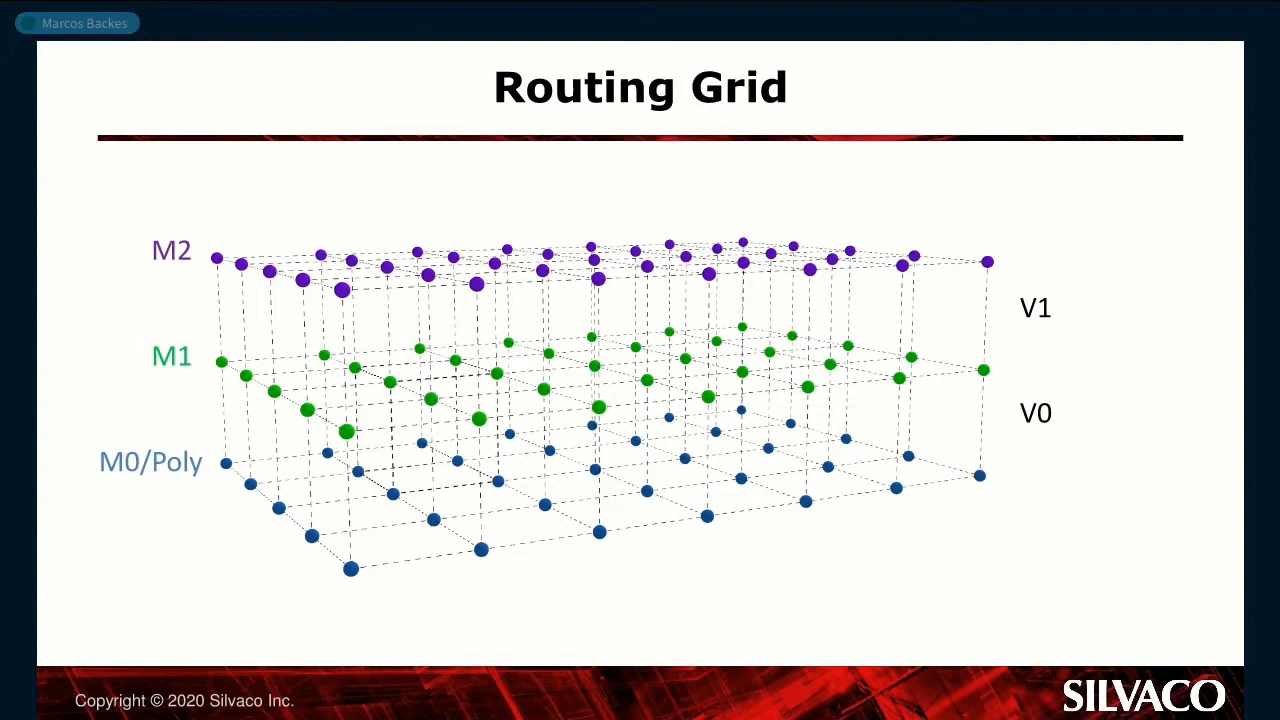 Marcos Backes
Routing Grid
M2
V1
M1
V0
M0/Poly
Copyright © 2020 Silvaco Inc.
SILVACO